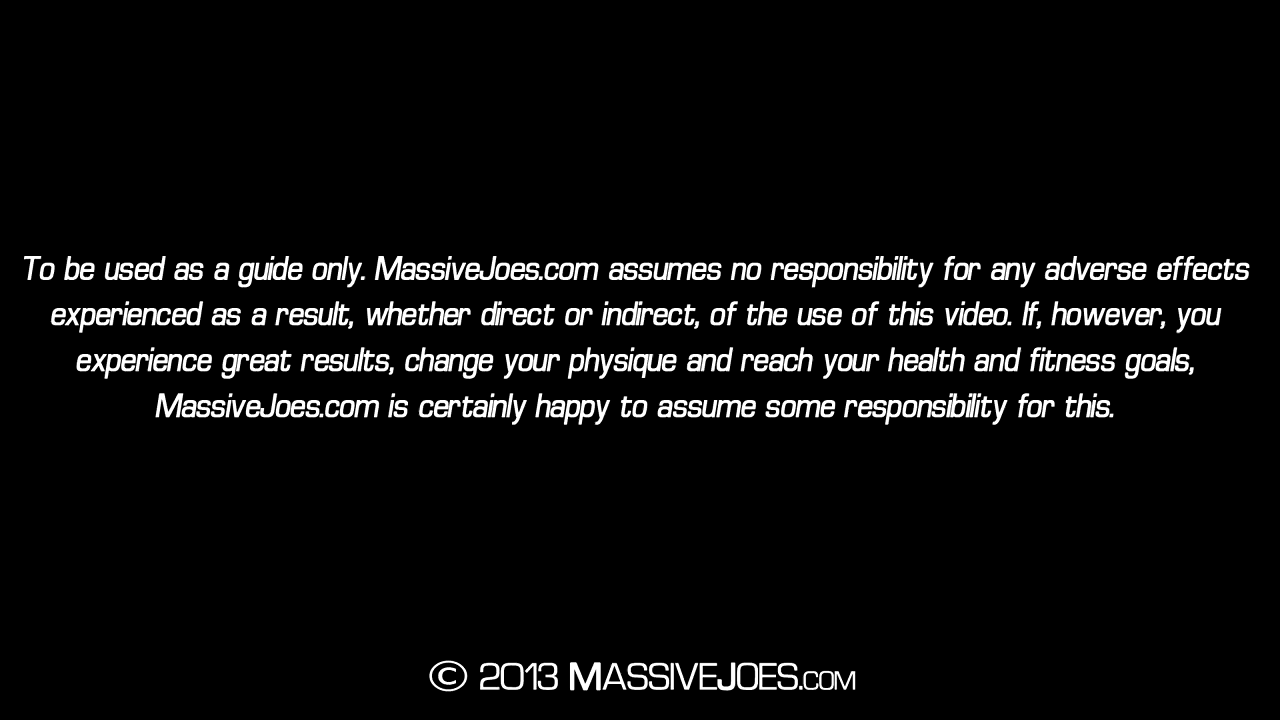 To be used as a guide only. MassiveJoes.com assumes no responsibility for any adverse effects
experienced as a result, whether direct or indirect, of the use of this video. If, however, you
experience great results, change your physique and reach your health and fitness goals,
MassiveJoes.com is certainly happy to assume some responsibility for this.
© 2013 MASSIVEJOES.COM